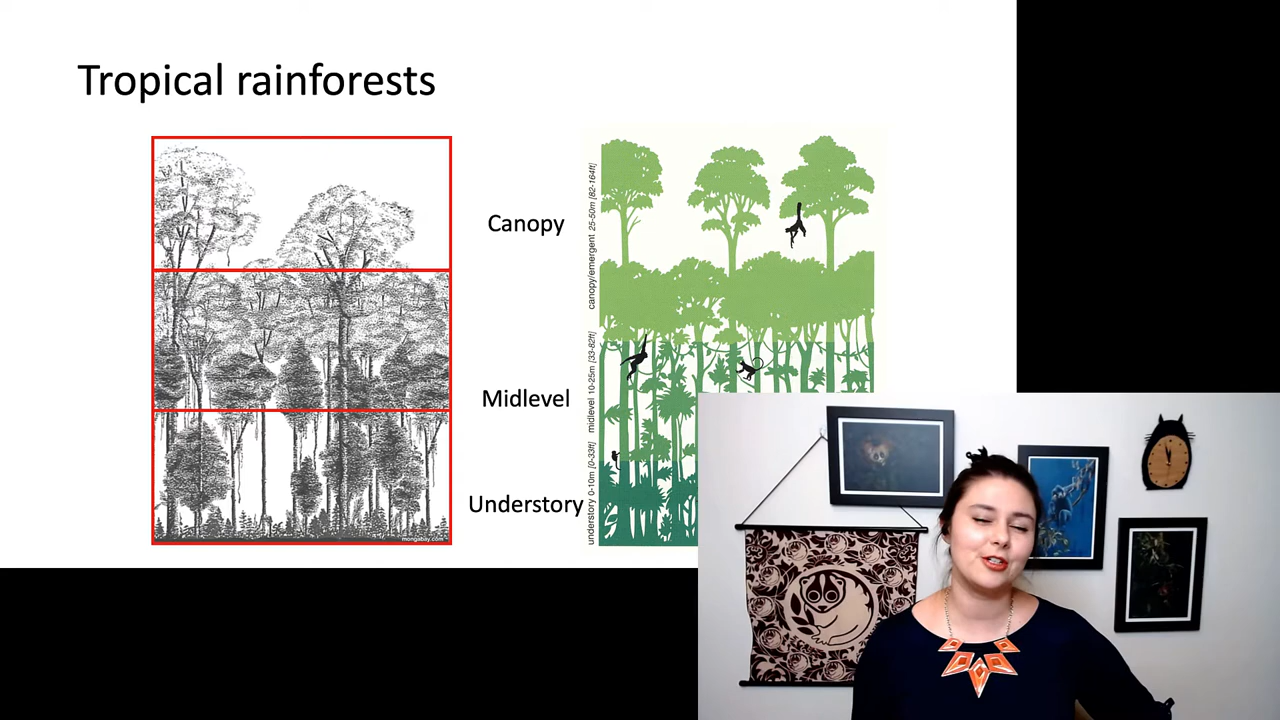 Tropical rainforests
Canopy
Midlevel
Understory
mongabay.com
canopy/emergent 25-50m [82-164ft]
midlevel 10-25m [33-82ft]
understory 0-10m [0-33ft]